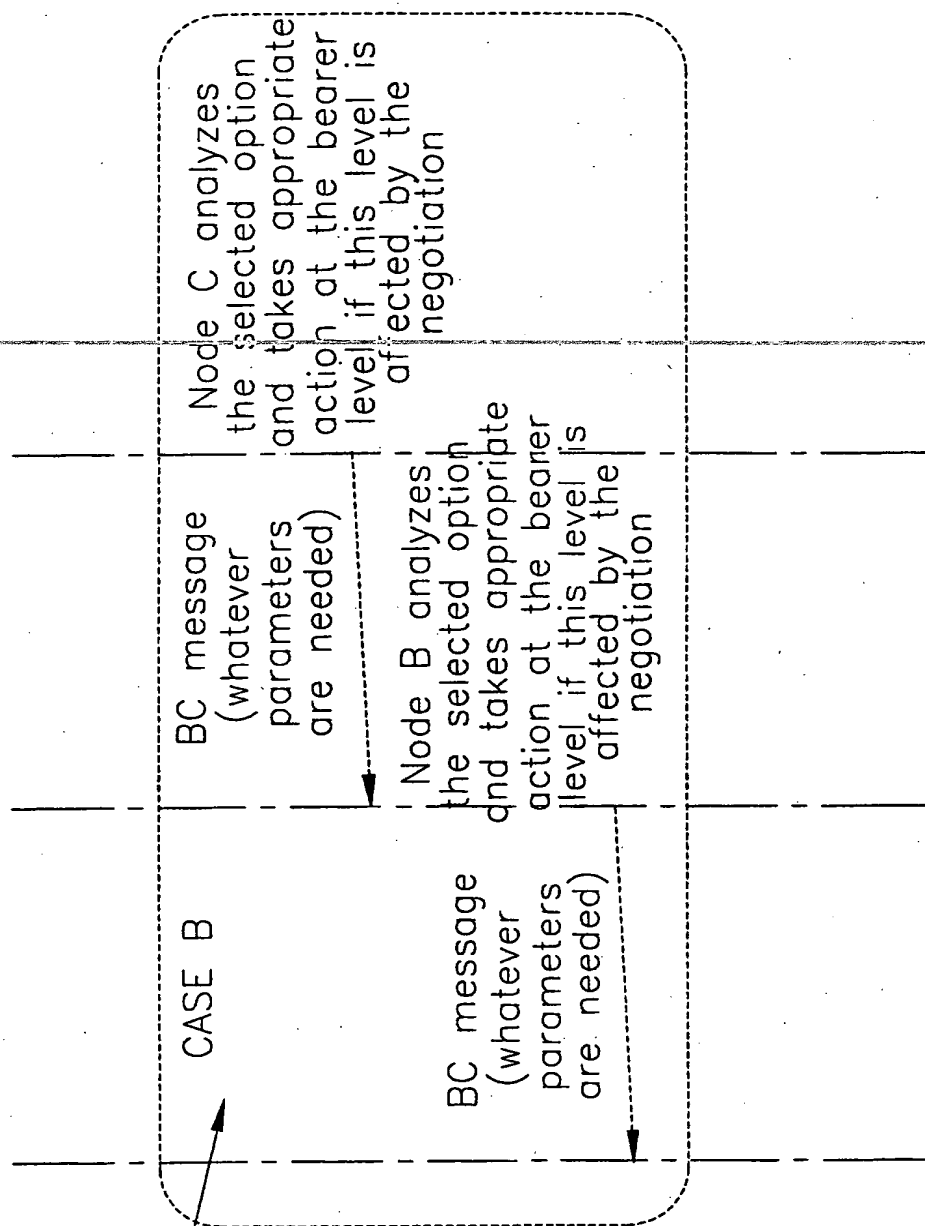 CASE B
BC message
(whatever
parameters
are needed)
Node C analyzes
the selected option
and takes appropriate
action at the bearer
level if this level is
affected by the
negotiation
BC message
(whatever
parameters
are needed)
Node B analyzes
the selected option
and takes appropriate
action at the bearer
level if this level is
affected by the
negotiation